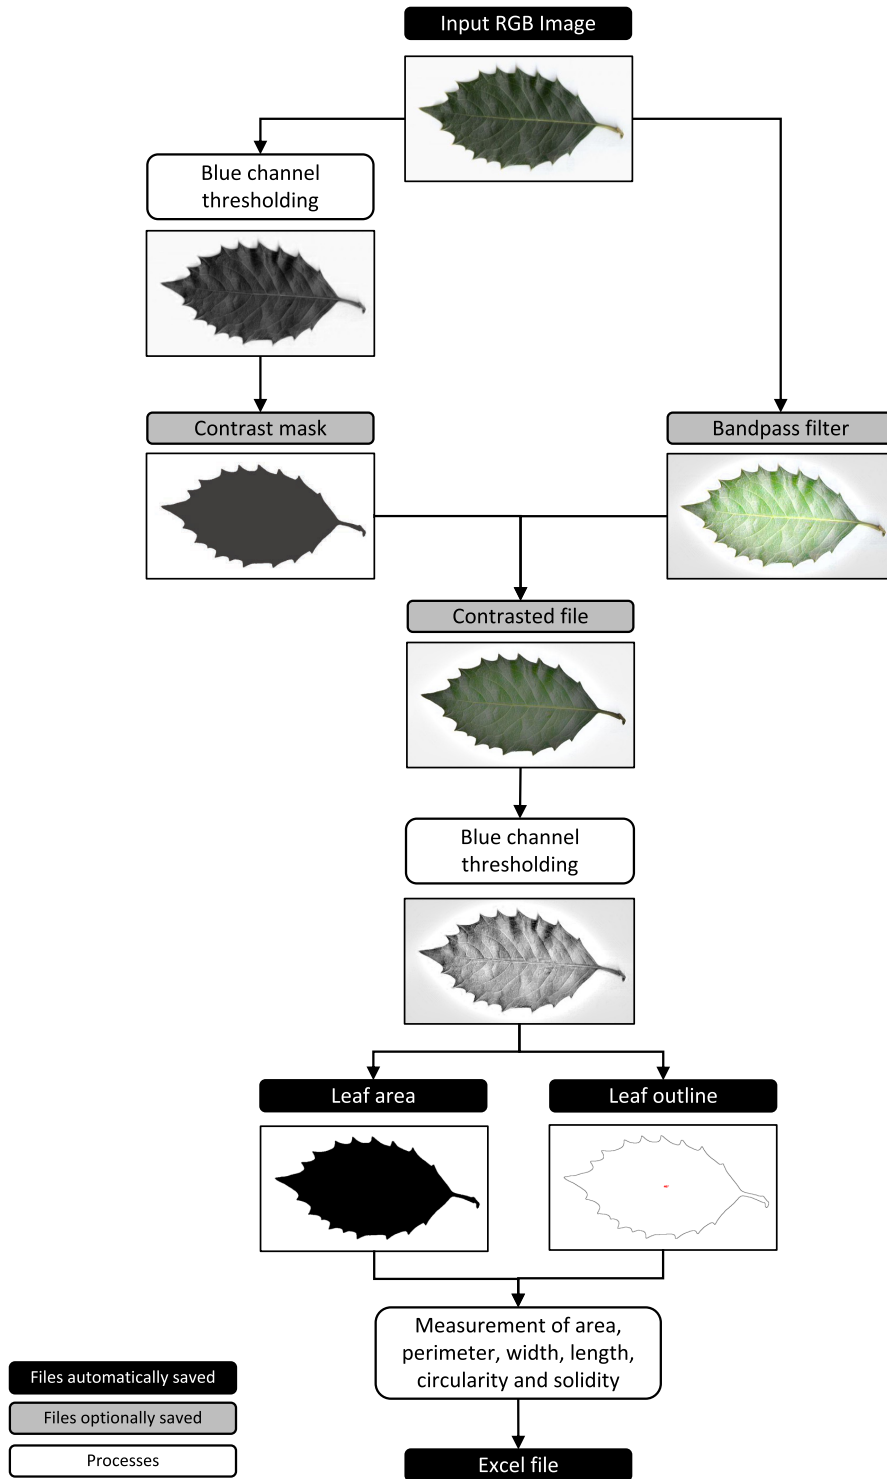 Input RGB Image
Blue channel
thresholding
Contrast mask
Bandpass filter
Contrasted file
Blue channel
thresholding
Leaf area
Leaf outline
Measurement of area,
perimeter, width, length,
circularity and solidity
Files automatically saved
Files optionally saved
Processes
Excel file